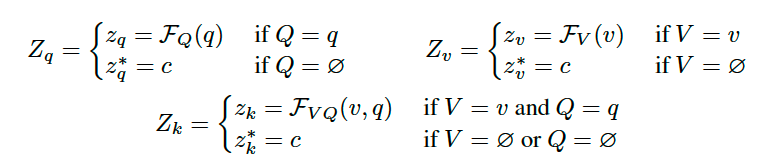 $Z_q = \begin{cases} z_q = \mathcal{F}_Q(q) & \text{if } Q = q \\ z_q^* = c & \text{if } Q = \varnothing \end{cases}$ $Z_v = \begin{cases} z_v = \mathcal{F}_V(v) & \text{if } V = v \\ z_v^* = c & \text{if } V = \varnothing \end{cases}$
$Z_k = \begin{cases} z_k = \mathcal{F}_{VQ}(v, q) & \text{if } V = v \text{ and } Q = q \\ z_k^* = c & \text{if } V = \varnothing \text{ or } Q = \varnothing \end{cases}$